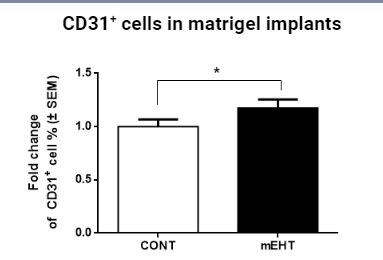 CD31⁺ cells in matrigel implants
Fold change
of CD31⁺ cell % (± SEM)
1.5
1.0
0.5
0.0
*
CONT
mEHT